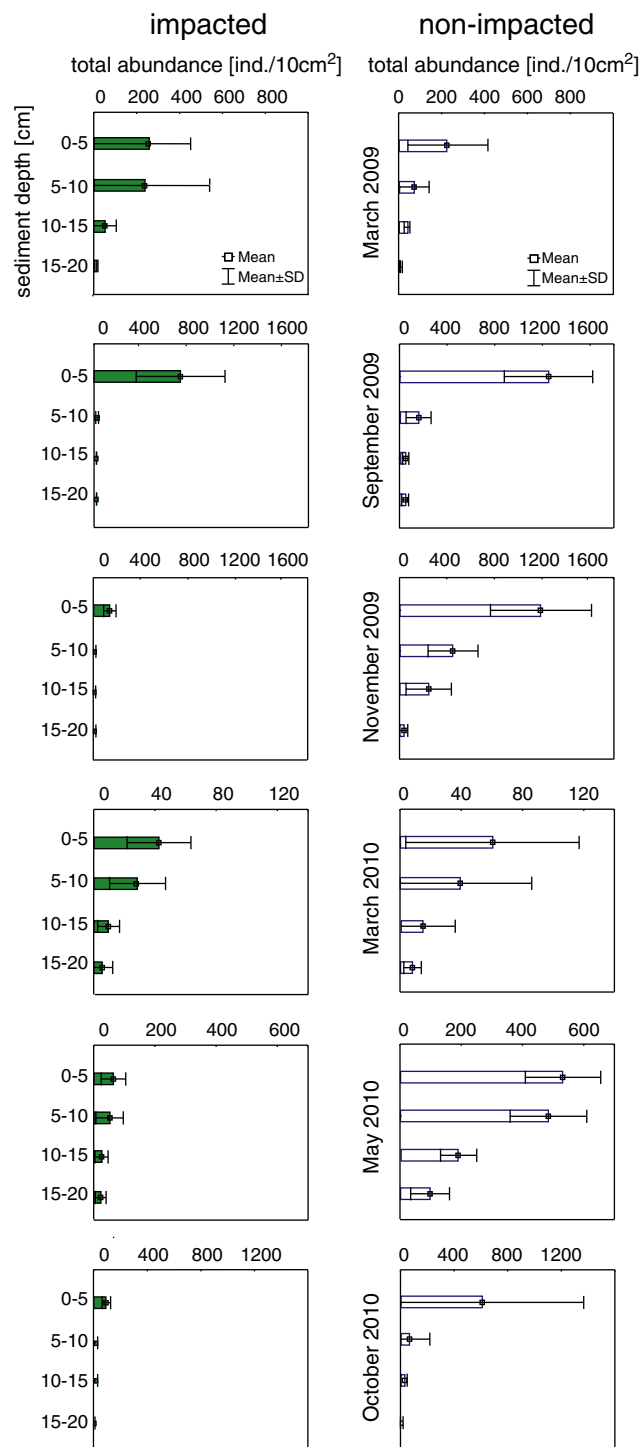 impacted non-impacted
total abundance [ind./10cm²] total abundance [ind./10cm²]
0 200 400 600 800 0 200 400 600 800
sediment depth [cm]
0-5
5-10
10-15
15-20
Mean
Mean±SD
March 2009
Mean
Mean±SD
0 400 800 1200 1600 0 400 800 1200 1600
0-5
5-10
10-15
15-20
September 2009
0 400 800 1200 1600 0 400 800 1200 1600
0-5
5-10
10-15
15-20
November 2009
0 40 80 120 0 40 80 120
0-5
5-10
10-15
15-20
March 2010
0 200 400 600 0 200 400 600
0-5
5-10
10-15
15-20
May 2010
0 400 800 1200 0 400 800 1200
0-5
5-10
10-15
15-20
October 2010